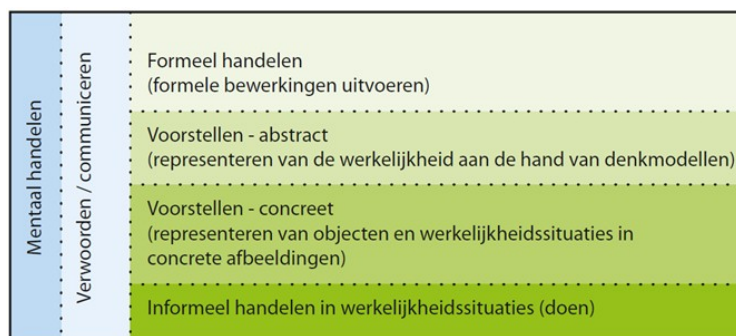 Mentaal handelen
Verwoorden / communiceren
Formeel handelen
(formele bewerkingen uitvoeren)
Voorstellen - abstract
(representeren van de werkelijkheid aan de hand van denkmodellen)
Voorstellen - concreet
(representeren van objecten en werkelijkheidssituaties in
concrete afbeeldingen)
Informeel handelen in werkelijkheidssituaties (doen)